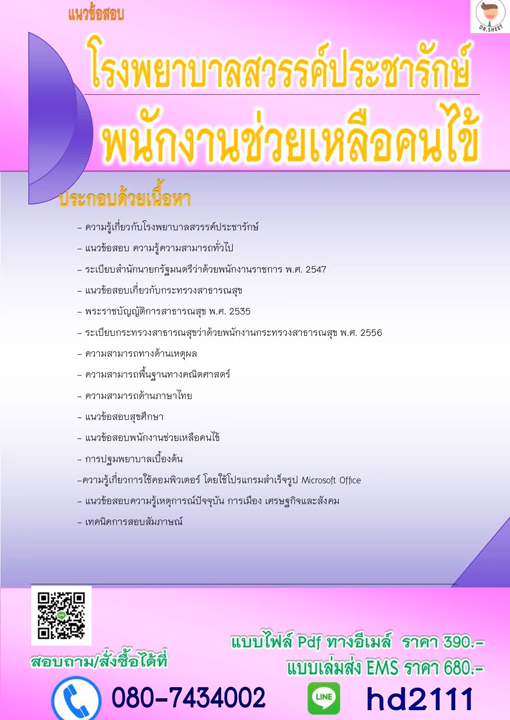 แนวข้อสอบ
DR.SHEET
โรงพยาบาลสวรรค์ประชารักษ์
พนักงานช่วยเหลือคนไข้
ประกอบด้วยเนื้อหา
- ความรู้เกี่ยวกับโรงพยาบาลสวรรค์ประชารักษ์
- แนวข้อสอบ ความรู้ความสามารถทั่วไป
- ระเบียบสำนักนายกรัฐมนตรีว่าด้วยพนักงานราชการ พ.ศ. 2547
- แนวข้อสอบเกี่ยวกับกระทรวงสาธารณสุข
- พระราชบัญญัติการสาธารณสุข พ.ศ. 2535
- ระเบียบกระทรวงสาธารณสุขว่าด้วยพนักงานกระทรวงสาธารณสุข พ.ศ. 2556
- ความสามารถทางด้านเหตุผล
- ความสามารถพื้นฐานทางคณิตศาสตร์
- ความสามารถด้านภาษาไทย
- แนวข้อสอบสุขศึกษา
- แนวข้อสอบพนักงานช่วยเหลือคนไข้
- การปฐมพยาบาลเบื้องต้น
-ความรู้เกี่ยวการใช้คอมพิวเตอร์ โดยใช้โปรแกรมสำเร็จรูป Microsoft Office
- แนวข้อสอบความรู้เหตุการณ์ปัจจุบัน การเมือง เศรษฐกิจและสังคม
- เทคนิคการสอบสัมภาษณ์
แบบไฟล์ Pdf ทางอีเมล์ ราคา 390.-
สอบถาม/สั่งซื้อได้ที่
แบบเล่มส่ง EMS ราคา 680.-
080-7434002
LINE
hd2111